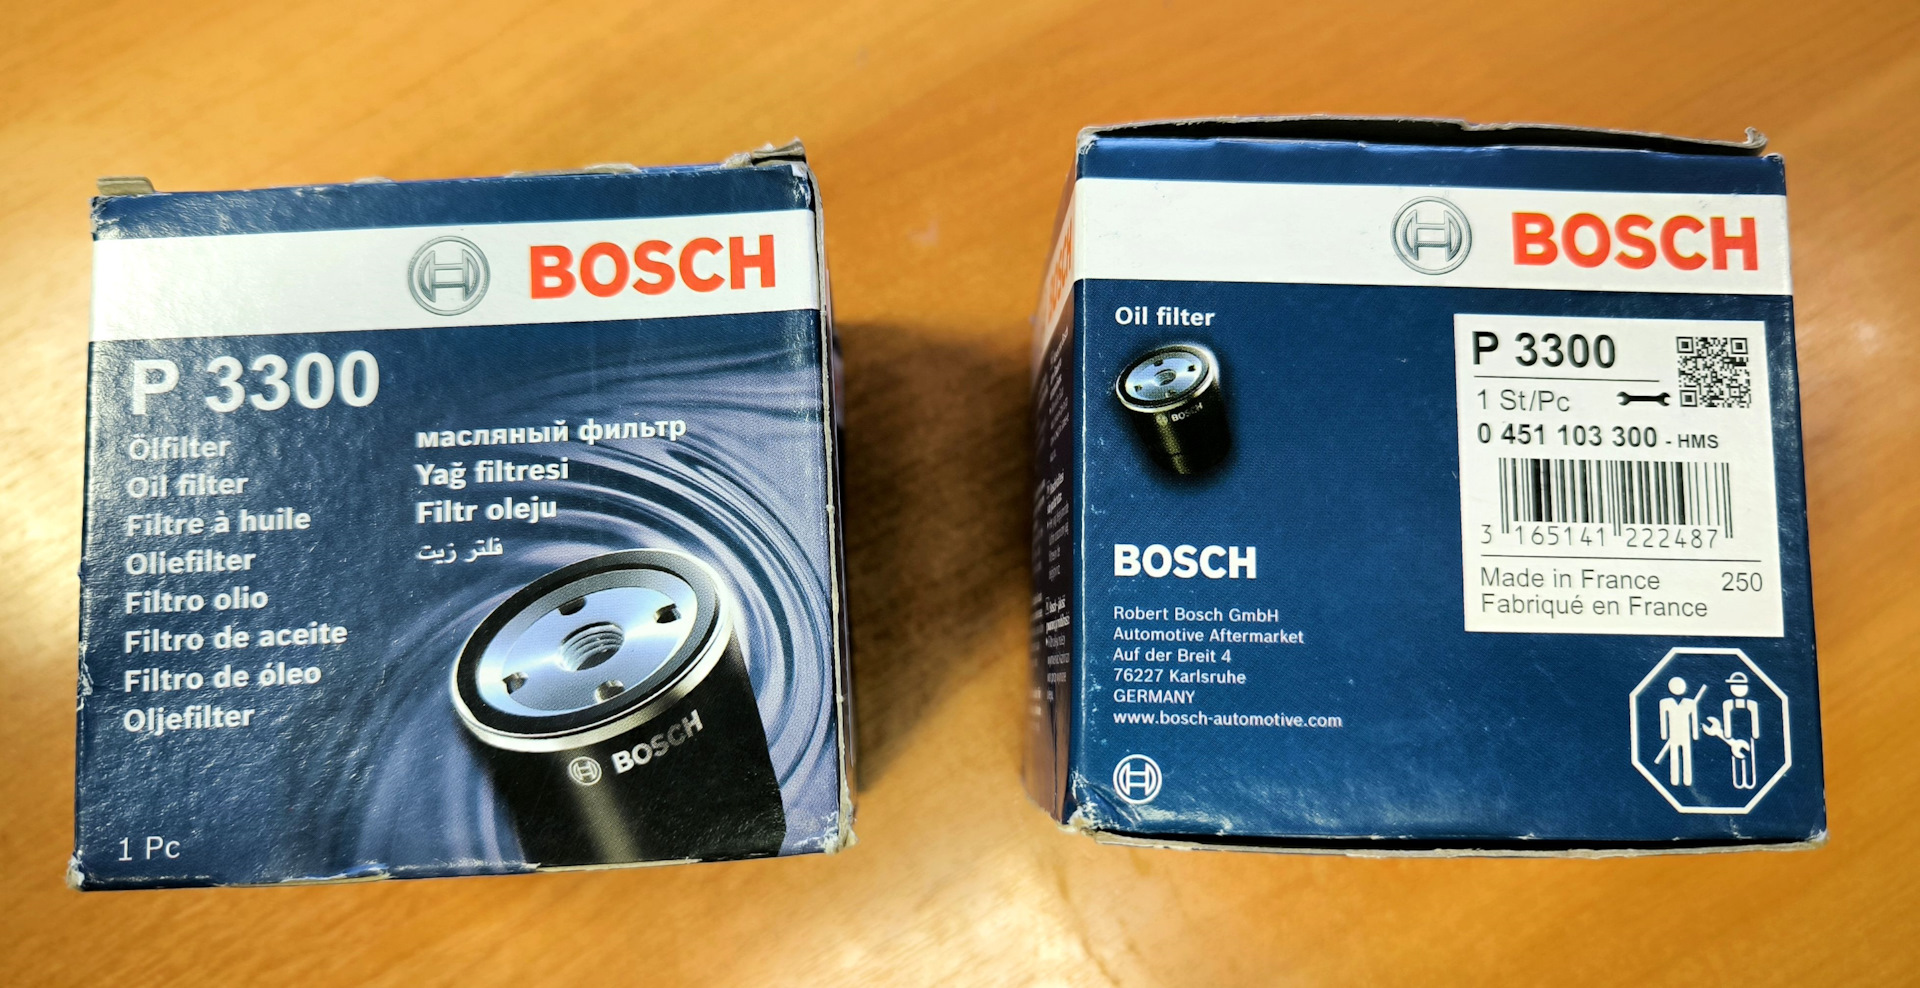 BOSCH
P 3300
Ölfilter
Oil filter
Filtre à huile
Oliefilter
Filtro olio
Filtro de aceite
Filtro de óleo
Oljefilter
масляный фильтр
Yağ filtresi
Filtr oleju
فلتر زيت
BOSCH
1 Pc
BOSCH
Oil filter
BOSCH
P 3300
1 St/Pc
0 451 103 300 - HMS
3 165141 222487
Made in France 250
Fabriqué en France
BOSCH
Robert Bosch GmbH
Automotive Aftermarket
Auf der Breit 4
76227 Karlsruhe
GERMANY
www.bosch-automotive.com